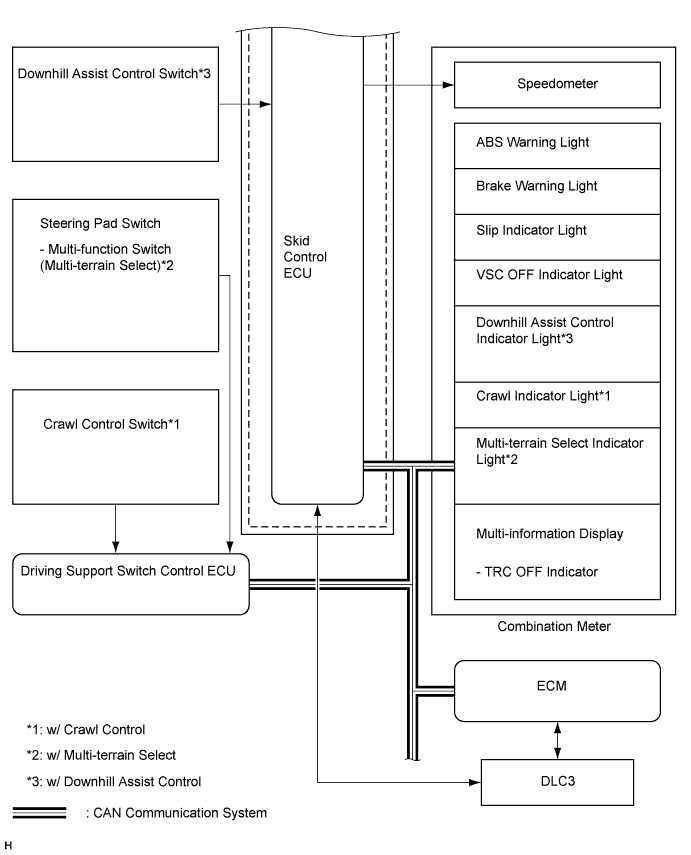 Downhill Assist Control Switch*3
Steering Pad Switch
- Multi-function Switch
(Multi-terrain Select)*2
Crawl Control Switch*1
Driving Support Switch Control ECU
Skid
Control
ECU
Speedometer
ABS Warning Light
Brake Warning Light
Slip Indicator Light
VSC OFF Indicator Light
Downhill Assist Control
Indicator Light*3
Crawl Indicator Light*1
Multi-terrain Select Indicator
Light*2
Multi-information Display
- TRC OFF Indicator
Combination Meter
ECM
DLC3
*1: w/ Crawl Control
*2: w/ Multi-terrain Select
*3: w/ Downhill Assist Control
: CAN Communication System
H